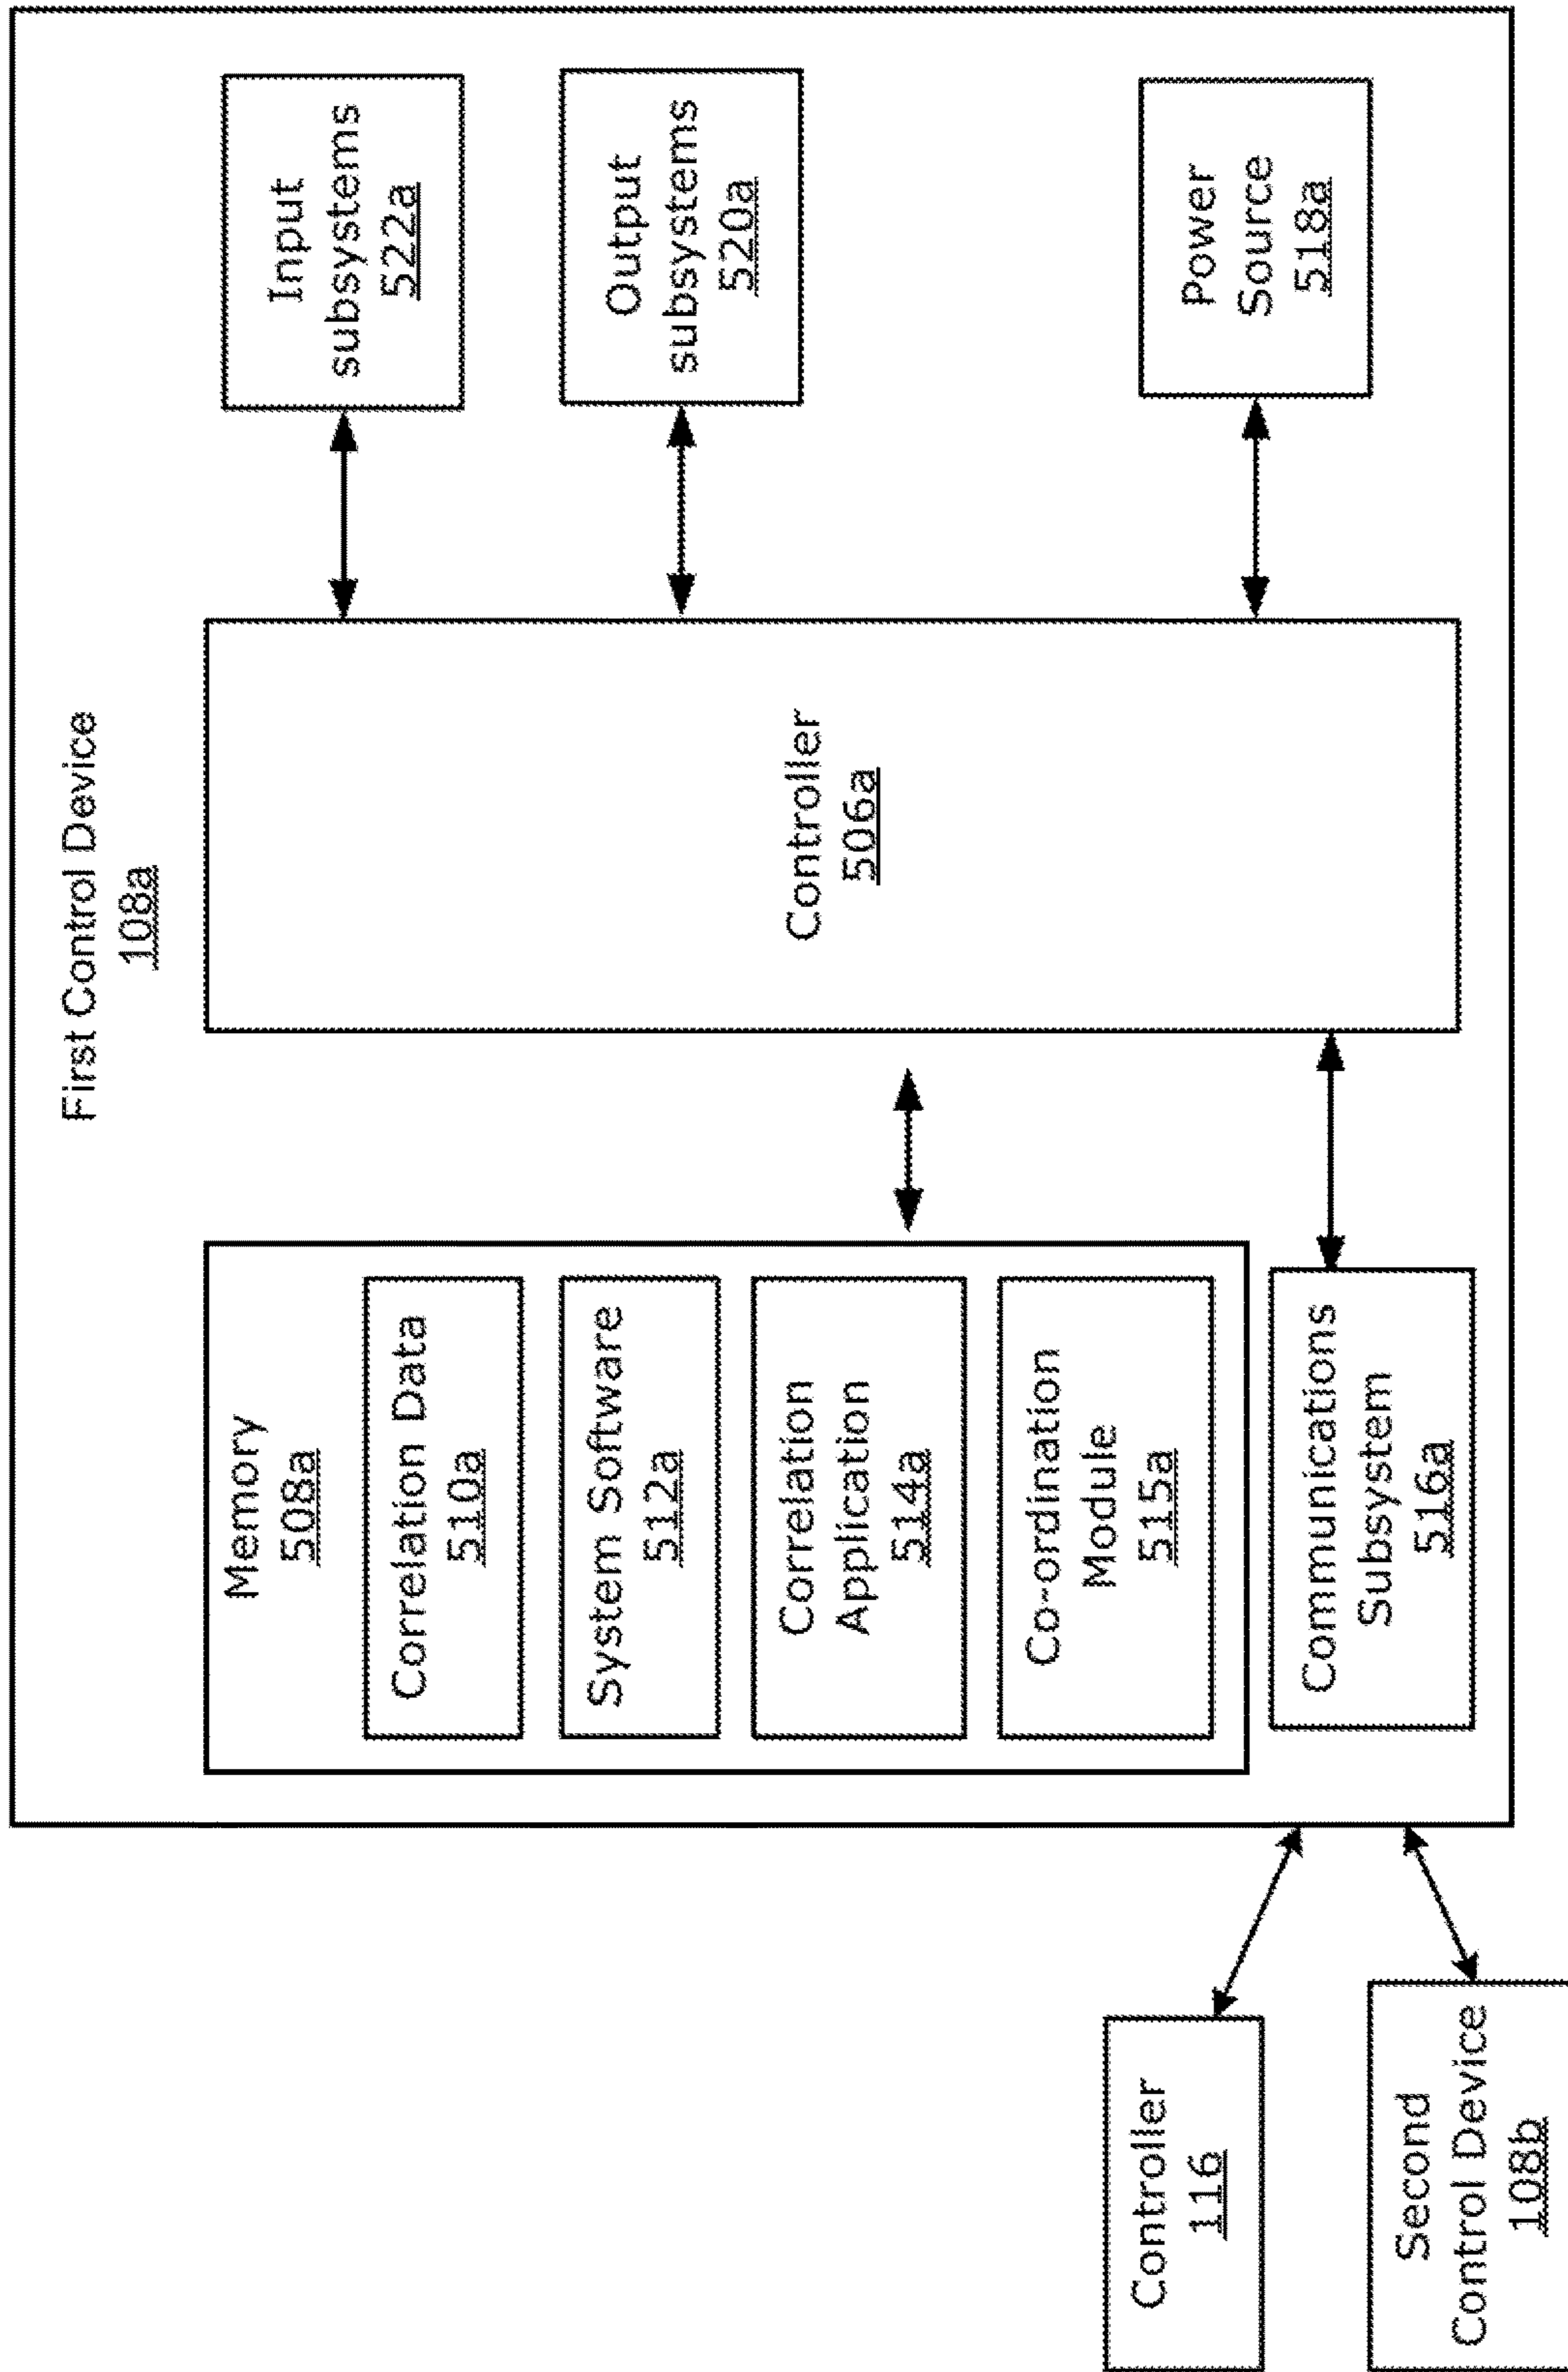 First Control Device
108a
Memory
508a
Correlation Data
510a
System Software
512a
Correlation
Application
514a
Co-ordination
Module
515a
Communications
Subsystem
516a
Controller
506a
Input
subsystems
522a
Output
subsystems
520a
Power
Source
518a
Controller
116
Second
Control Device
108b